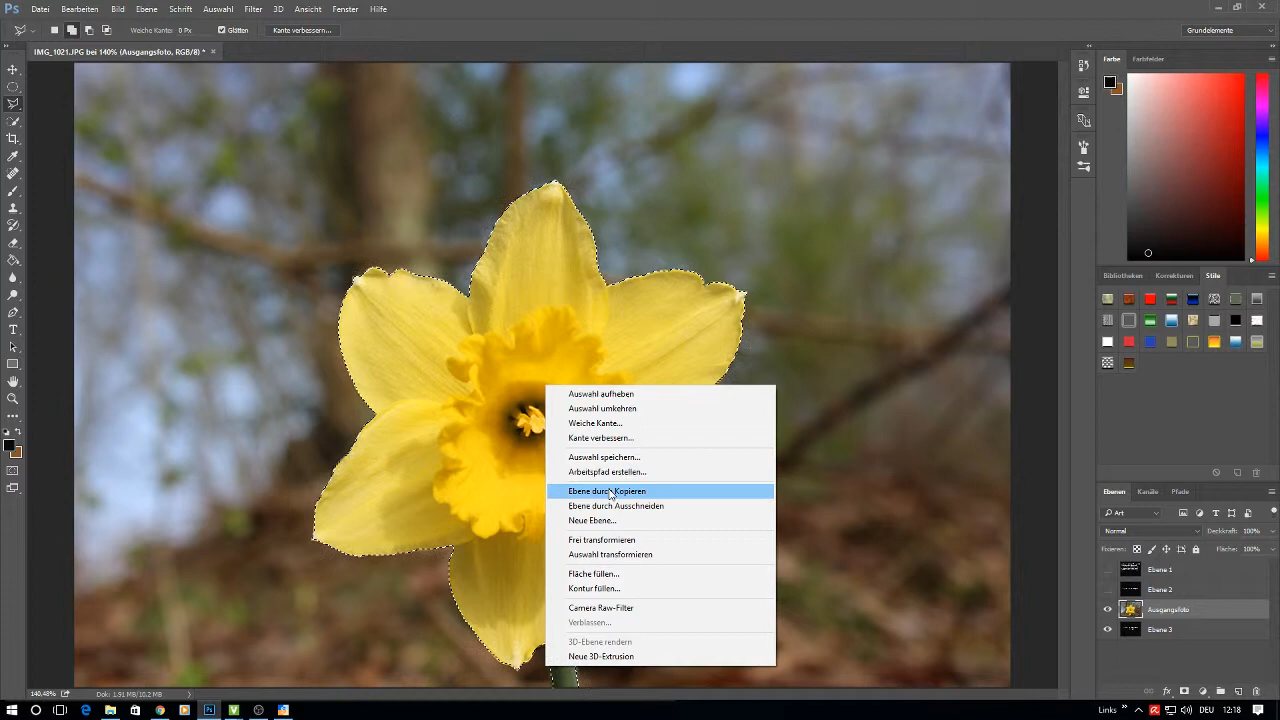 Ps Datei Bearbeiten Bild Ebene Schrift Auswahl Filter 3D Ansicht Fenster Hilfe
Weiche Kante: 0 Px Glätten Kante verbessern... Grundelemente
IMG_1021.JPG bei 140% (Ausgangsfoto, RGB/8) * ×
Farbe Farbfelder
Bibliotheken Korrekturen Stile
Auswahl aufheben
Auswahl umkehren
Weiche Kante...
Kante verbessern...
Auswahl speichern...
Arbeitspfad erstellen...
Ebene durch Kopieren
Ebene durch Ausschneiden
Neue Ebene...
Frei transformieren
Auswahl transformieren
Fläche füllen...
Kontur füllen...
Camera Raw-Filter
Verblassen...
3D-Ebene rendern
Neue 3D-Extrusion
Ebenen Kanäle Pfade
Art
Normal Deckkraft: 100%
Fixieren: Fläche: 100%
Ebene 1
Ebene 2
Ausgangsfoto
Ebene 3
140.48% Dok: 1.91 MB/10.2 MB
Links DEU 12:18